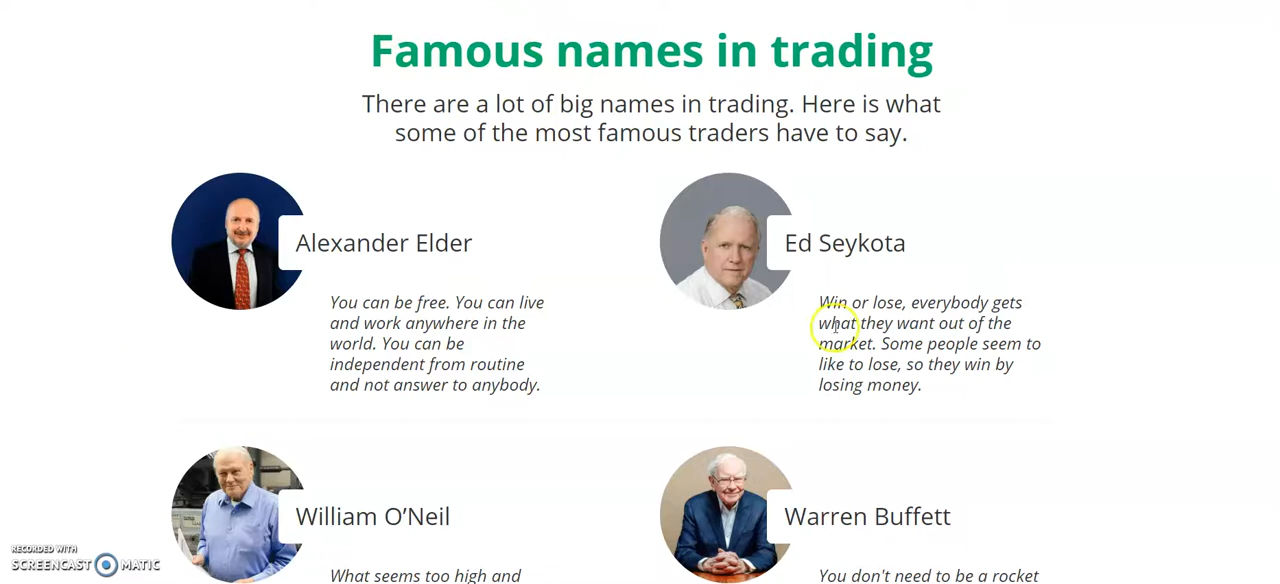 Famous names in trading
There are a lot of big names in trading. Here is what
some of the most famous traders have to say.
Alexander Elder
You can be free. You can live
and work anywhere in the
world. You can be
independent from routine
and not answer to anybody.
Ed Seykota
Win or lose, everybody gets
what they want out of the
market. Some people seem to
like to lose, so they win by
losing money.
William O’Neil
What seems too high and
Warren Buffett
You don't need to be a rocket
RECORDED WITH
SCREENCAST MATIC